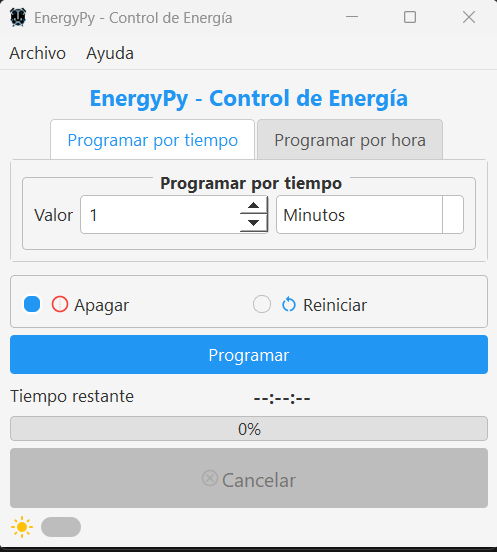 EnergyPy - Control de Energía
Archivo Ayuda
EnergyPy - Control de Energía
Programar por tiempo Programar por hora
Programar por tiempo
Valor 1 Minutos
Apagar Reiniciar
Programar
Tiempo restante --:--:--
0%
Cancelar